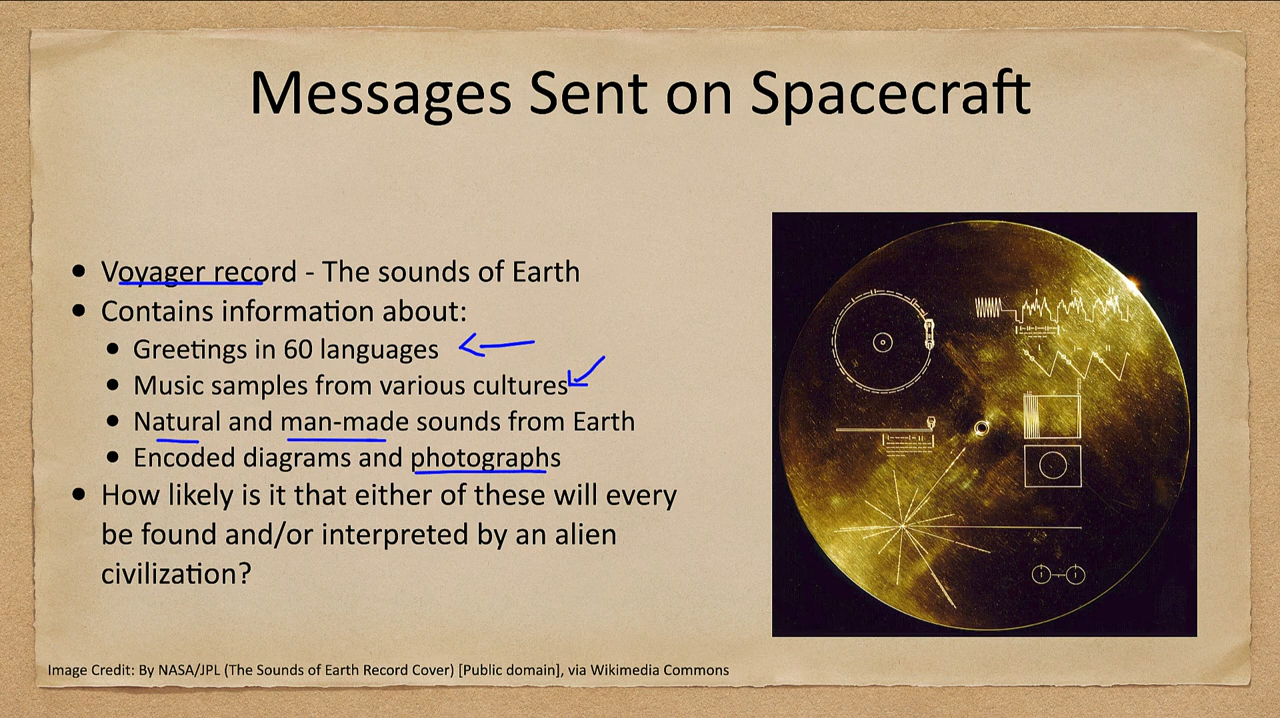 Messages Sent on Spacecraft
• Voyager record - The sounds of Earth
• Contains information about:
• Greetings in 60 languages
• Music samples from various cultures
• Natural and man-made sounds from Earth
• Encoded diagrams and photographs
• How likely is it that either of these will every
be found and/or interpreted by an alien
civilization?
Image Credit: By NASA/JPL (The Sounds of Earth Record Cover) [Public domain], via Wikimedia Commons